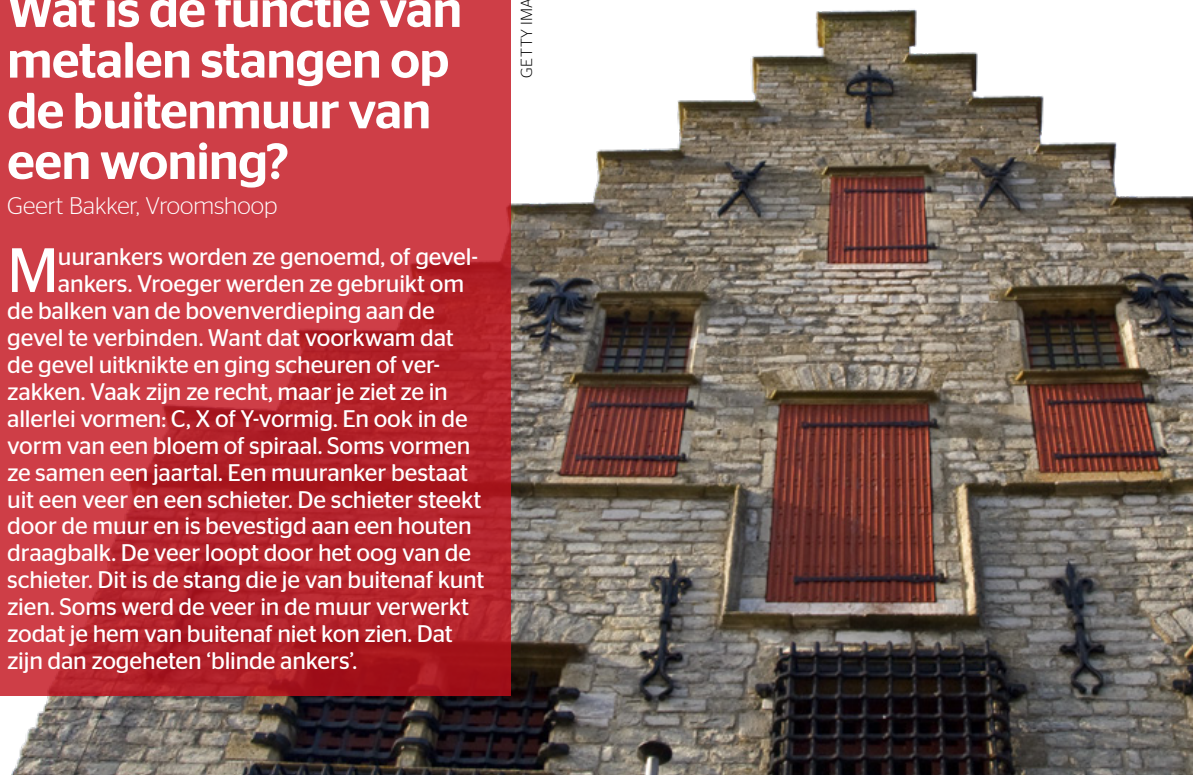 Wat is de functie van
metalen stangen op
de buitenmuur van
een woning?
Geert Bakker, Vroomshoop
Muurankers worden ze genoemd, of gevel-
ankers. Vroeger werden ze gebruikt om
de balken van de bovenverdieping aan de
gevel te verbinden. Want dat voorkwam dat
de gevel uitknikte en ging scheuren of ver-
zakken. Vaak zijn ze recht, maar je ziet ze in
allerlei vormen: C, X of Y-vormig. En ook in de
vorm van een bloem of spiraal. Soms vormen
ze samen een jaartal. Een muuranker bestaat
uit een veer en een schieter. De schieter steekt
door de muur en is bevestigd aan een houten
draagbalk. De veer loopt door het oog van de
schieter. Dit is de stang die je van buitenaf kunt
zien. Soms werd de veer in de muur verwerkt
zodat je hem van buitenaf niet kon zien. Dat
zijn dan zogeheten ‘blinde ankers’.
GETTY IMA